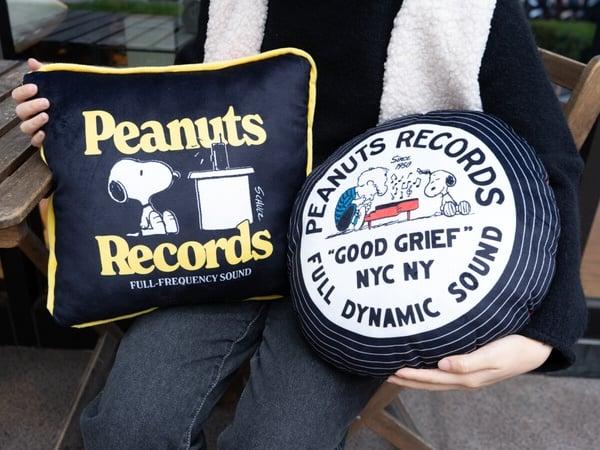 Peanuts
SCHULZ
Records
FULL-FREQUENCY SOUND
PEANUTS RECORDS
SINCE
1950
"GOOD GRIEF"
NYC NY
FULL DYNAMIC SOUND